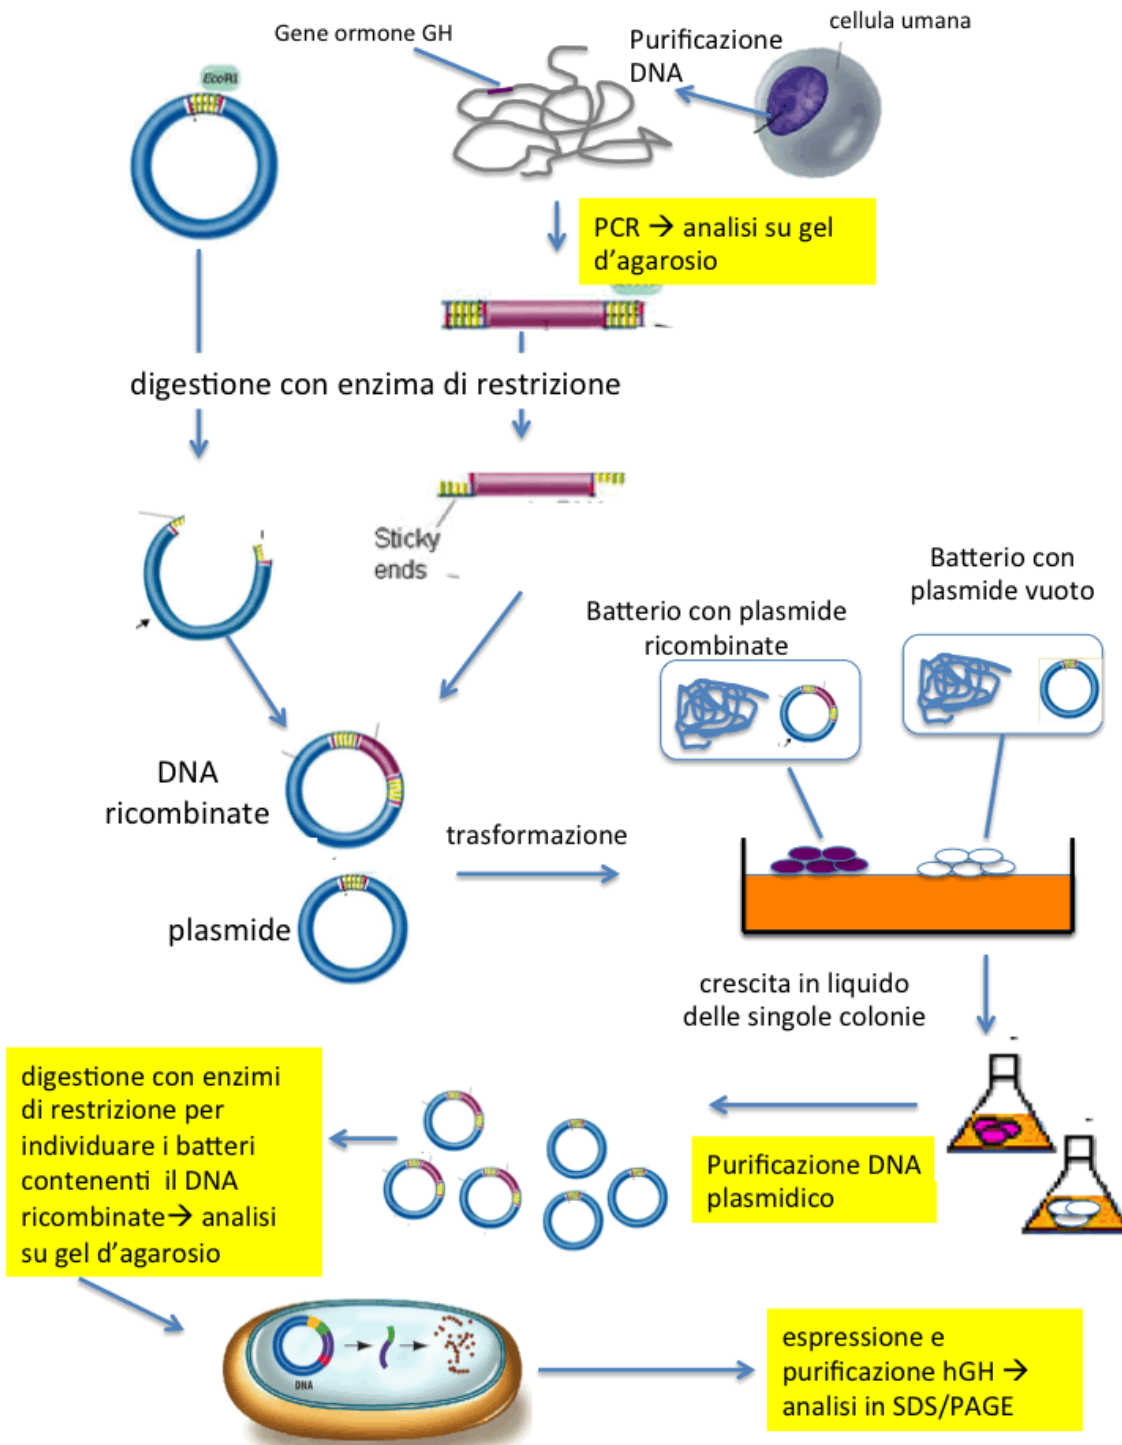 Gene ormone GH
cellula umana
Purificazione
DNA
EcoRI
PCR → analisi su gel
d’agarosio
digestione con enzima di restrizione
Sticky
ends
Batterio con
plasmide vuoto
Batterio con plasmide
ricombinate
DNA
ricombinate
trasformazione
plasmide
crescita in liquido
delle singole colonie
digestione con enzimi
di restrizione per
individuare i batteri
contenenti il DNA
ricombinate→ analisi
su gel d’agarosio
Purificazione DNA
plasmidico
DNA
espressione e
purificazione hGH →
analisi in SDS/PAGE